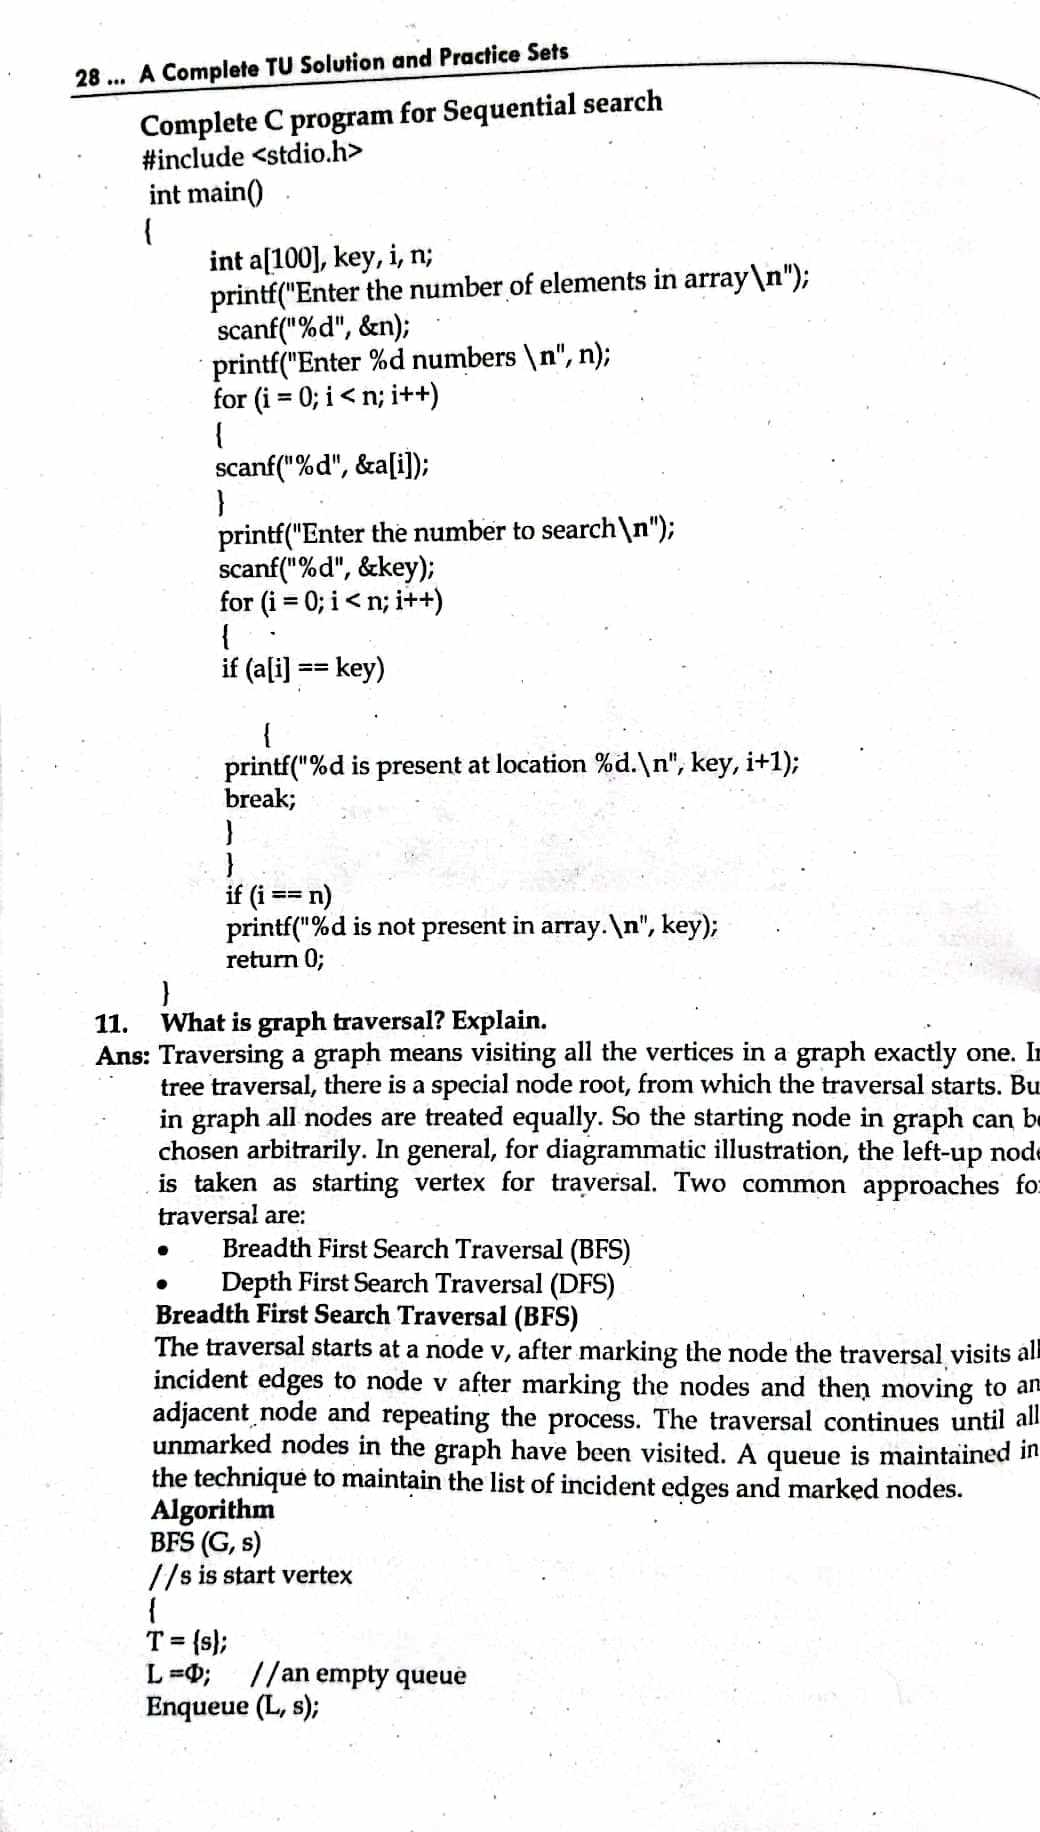 28 ... A Complete TU Solution and Practice Sets
Complete C program for Sequential search
#include <stdio.h>
int main()
{
int a[100], key, i, n;
printf("Enter the number of elements in array\n");
scanf("%d", &n);
printf("Enter %d numbers \n", n);
for (i = 0; i < n; i++)
{
scanf("%d", &a[i]);
}
printf("Enter the number to search\n");
scanf("%d", &key);
for (i = 0; i < n; i++)
{
if (a[i] == key)
{
printf("%d is present at location %d.\n", key, i+1);
break;
}
}
if (i == n)
printf("%d is not present in array.\n", key);
return 0;
}
11. What is graph traversal? Explain.
Ans: Traversing a graph means visiting all the vertices in a graph exactly one.
tree traversal, there is a special node root, from which the traversal starts.
in graph all nodes are treated equally. So the starting node in graph can
chosen arbitrarily. In general, for diagrammatic illustration, the left-up
is taken as starting vertex for traversal. Two common approaches
traversal are:
• Breadth First Search Traversal (BFS)
• Depth First Search Traversal (DFS)
Breadth First Search Traversal (BFS)
The traversal starts at a node v, after marking the node the traversal visits all
incident edges to node v after marking the nodes and then moving to an
adjacent node and repeating the process. The traversal continues until all
unmarked nodes in the graph have been visited. A queue is maintained in
the technique to maintain the list of incident edges and marked nodes.
Algorithm
BFS (G, s)
//s is start vertex
{
T = {s};
L =Φ; //an empty queue
Enqueue (L, s);